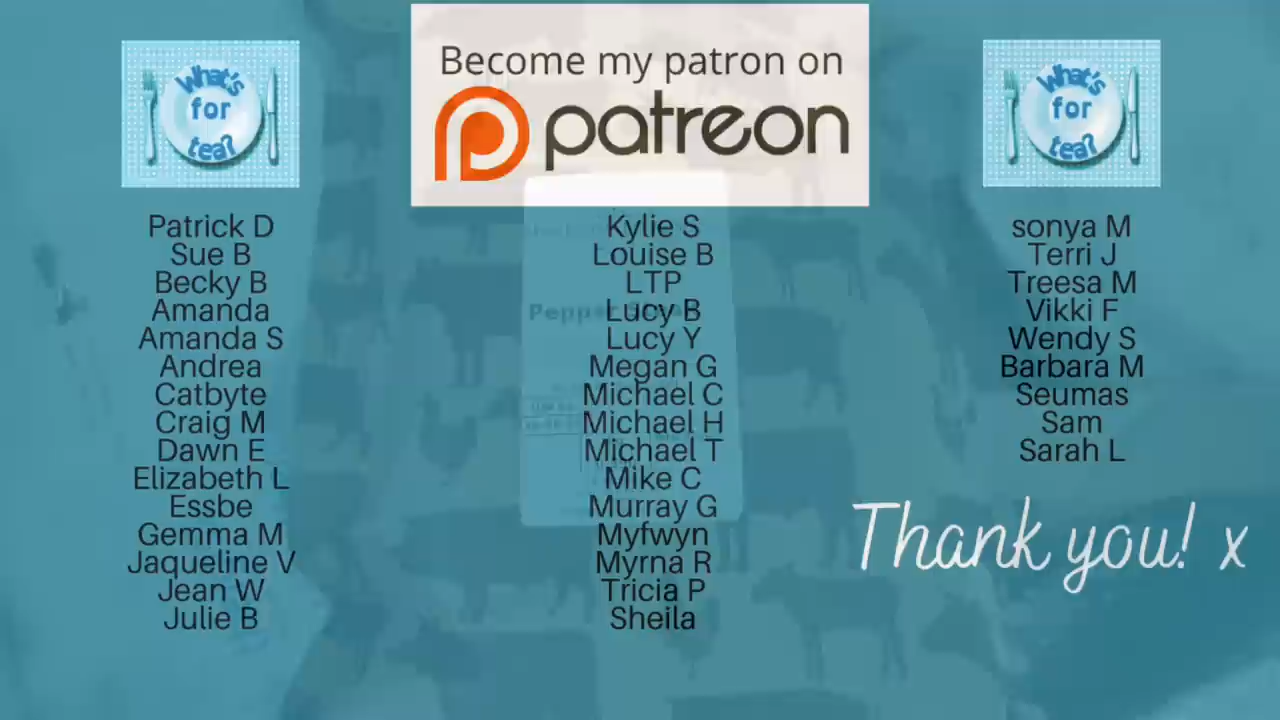 What's
for
tea?
Become my patron on
patreon
What's
for
tea?
Patrick D
Sue B
Becky B
Amanda
Amanda S
Andrea
Catbyte
Craig M
Dawn E
Elizabeth L
Essbe
Gemma M
Jaqueline V
Jean W
Julie B
Kylie S
Louise B
LTP
Lucy B
Lucy Y
Megan G
Michael C
Michael H
Michael T
Mike C
Murray G
Myfwyn
Myrna R
Tricia P
Sheila
Pepper
sonya M
Terri J
Treesa M
Vikki F
Wendy S
Barbara M
Seumas
Sam
Sarah L
Thank you! x